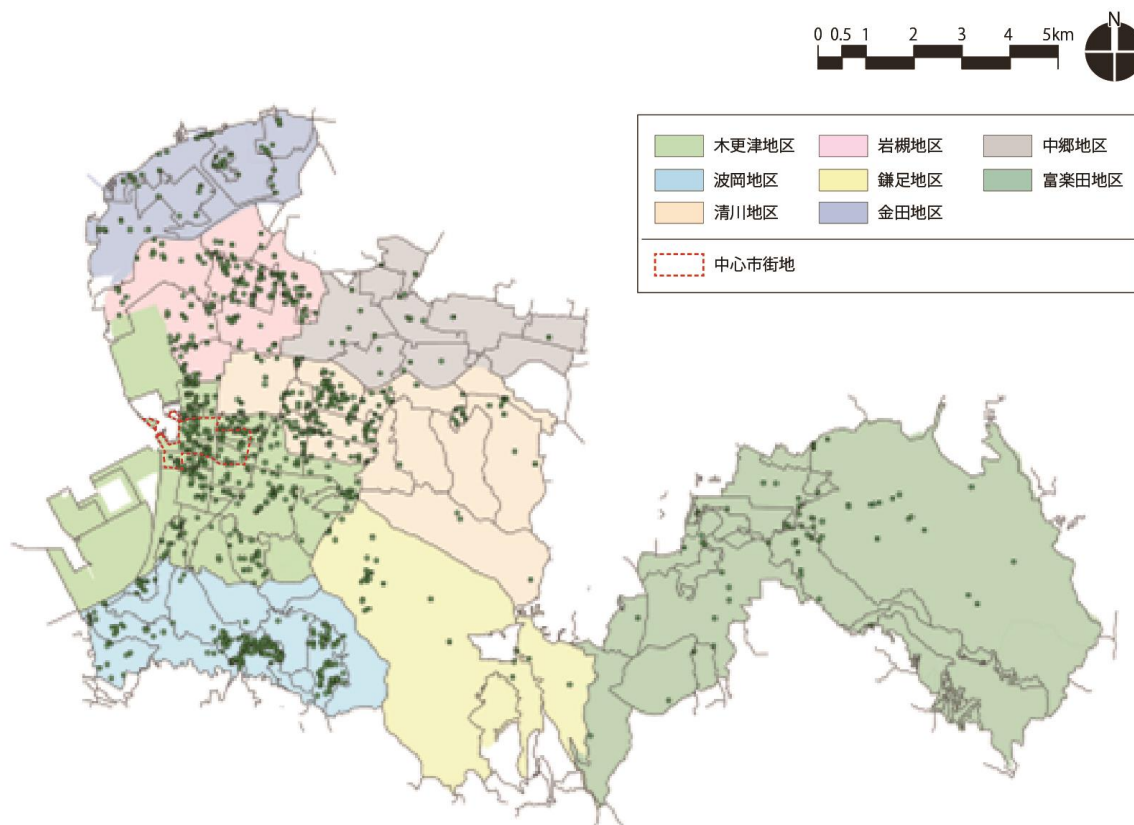 N
0 0.5 1 2 3 4 5km
木更津地区 岩槻地区 中郷地区
波岡地区 鎌足地区 富楽田地区
清川地区 金田地区
中心市街地